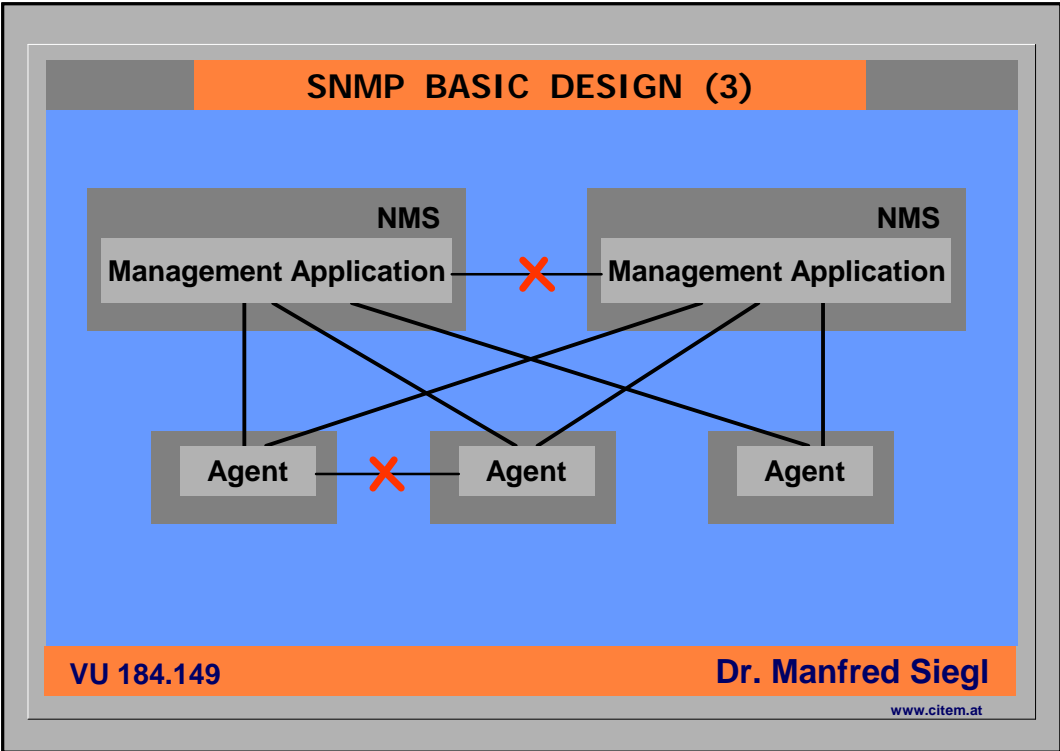 SNMP BASIC DESIGN (3)
NMS
NMS
Management Application
Management Application
Agent
Agent
Agent
VU 184.149
Dr. Manfred Siegl
www.citem.at